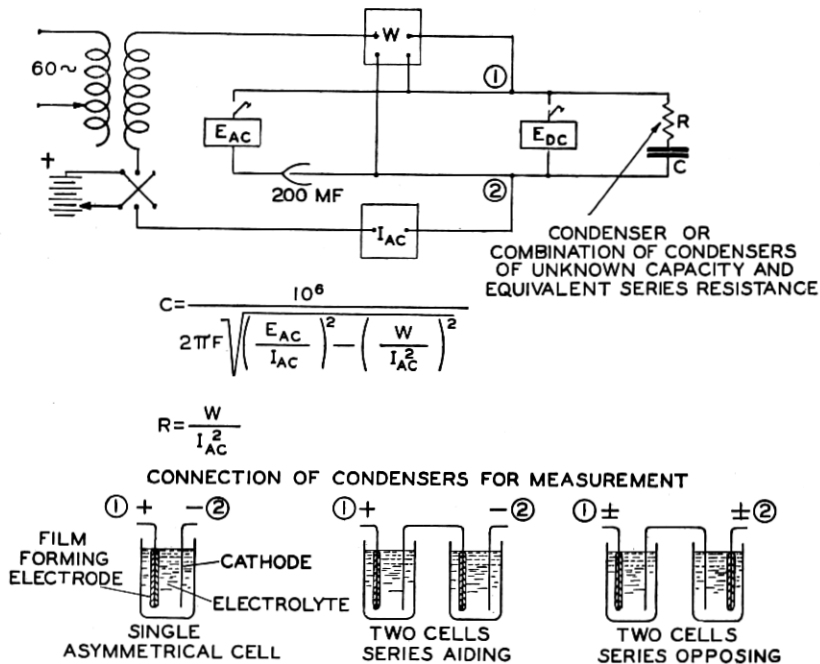 W
60~
①
E_AC
E_DC
R
C
+
200 MF
②
I_AC
CONDENSER OR
COMBINATION OF CONDENSERS
OF UNKNOWN CAPACITY AND
EQUIVALENT SERIES RESISTANCE
C= 10^6 / 2πF√((E_AC/I_AC)^2−(W/I_AC^2)^2)
R= W/I_AC^2
CONNECTION OF CONDENSERS FOR MEASUREMENT
① + −②
① + −②
① ± ±②
FILM
FORMING
ELECTRODE
CATHODE
ELECTROLYTE
SINGLE
ASYMMETRICAL CELL
TWO CELLS
SERIES AIDING
TWO CELLS
SERIES OPPOSING